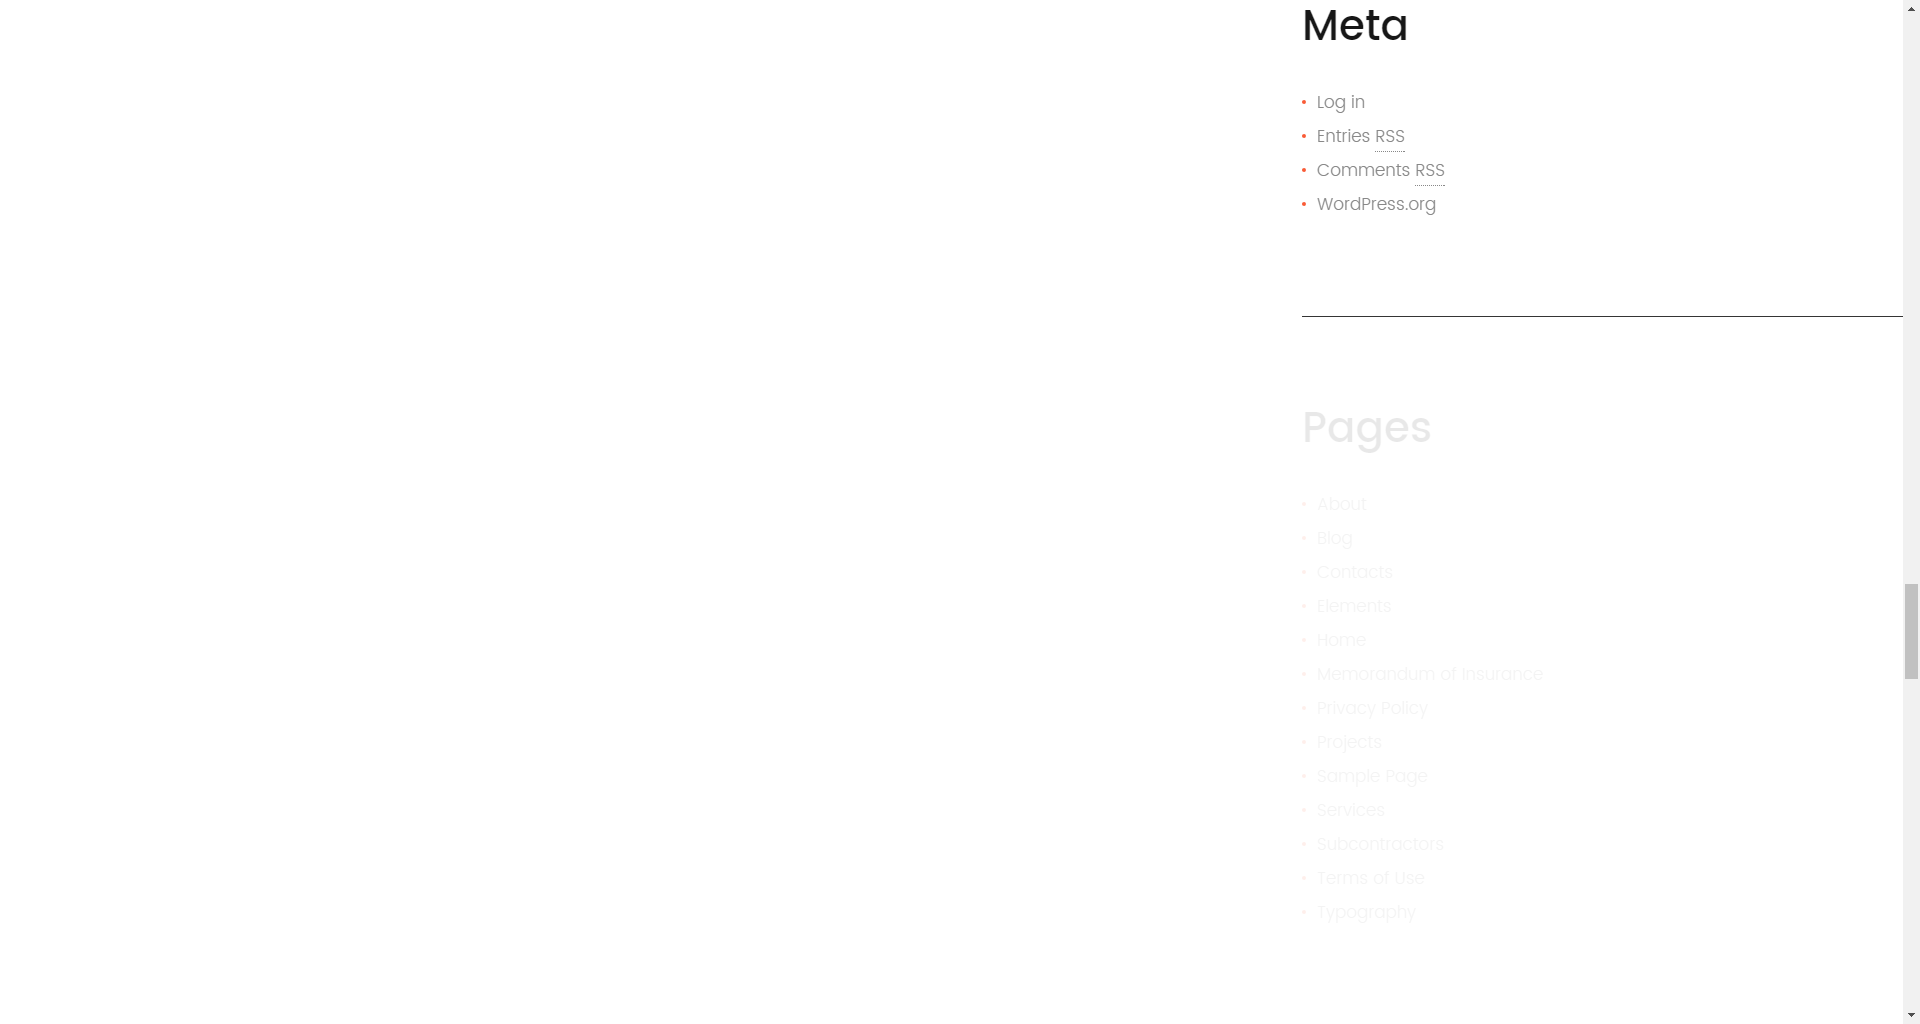 Meta
Log in
Entries RSS
Comments RSS
WordPress.org
Pages
About
Blog
Contacts
Elements
Home
Memorandum of Insurance
Privacy Policy
Projects
Sample Page
Services
Subcontractors
Terms of Use
Typography